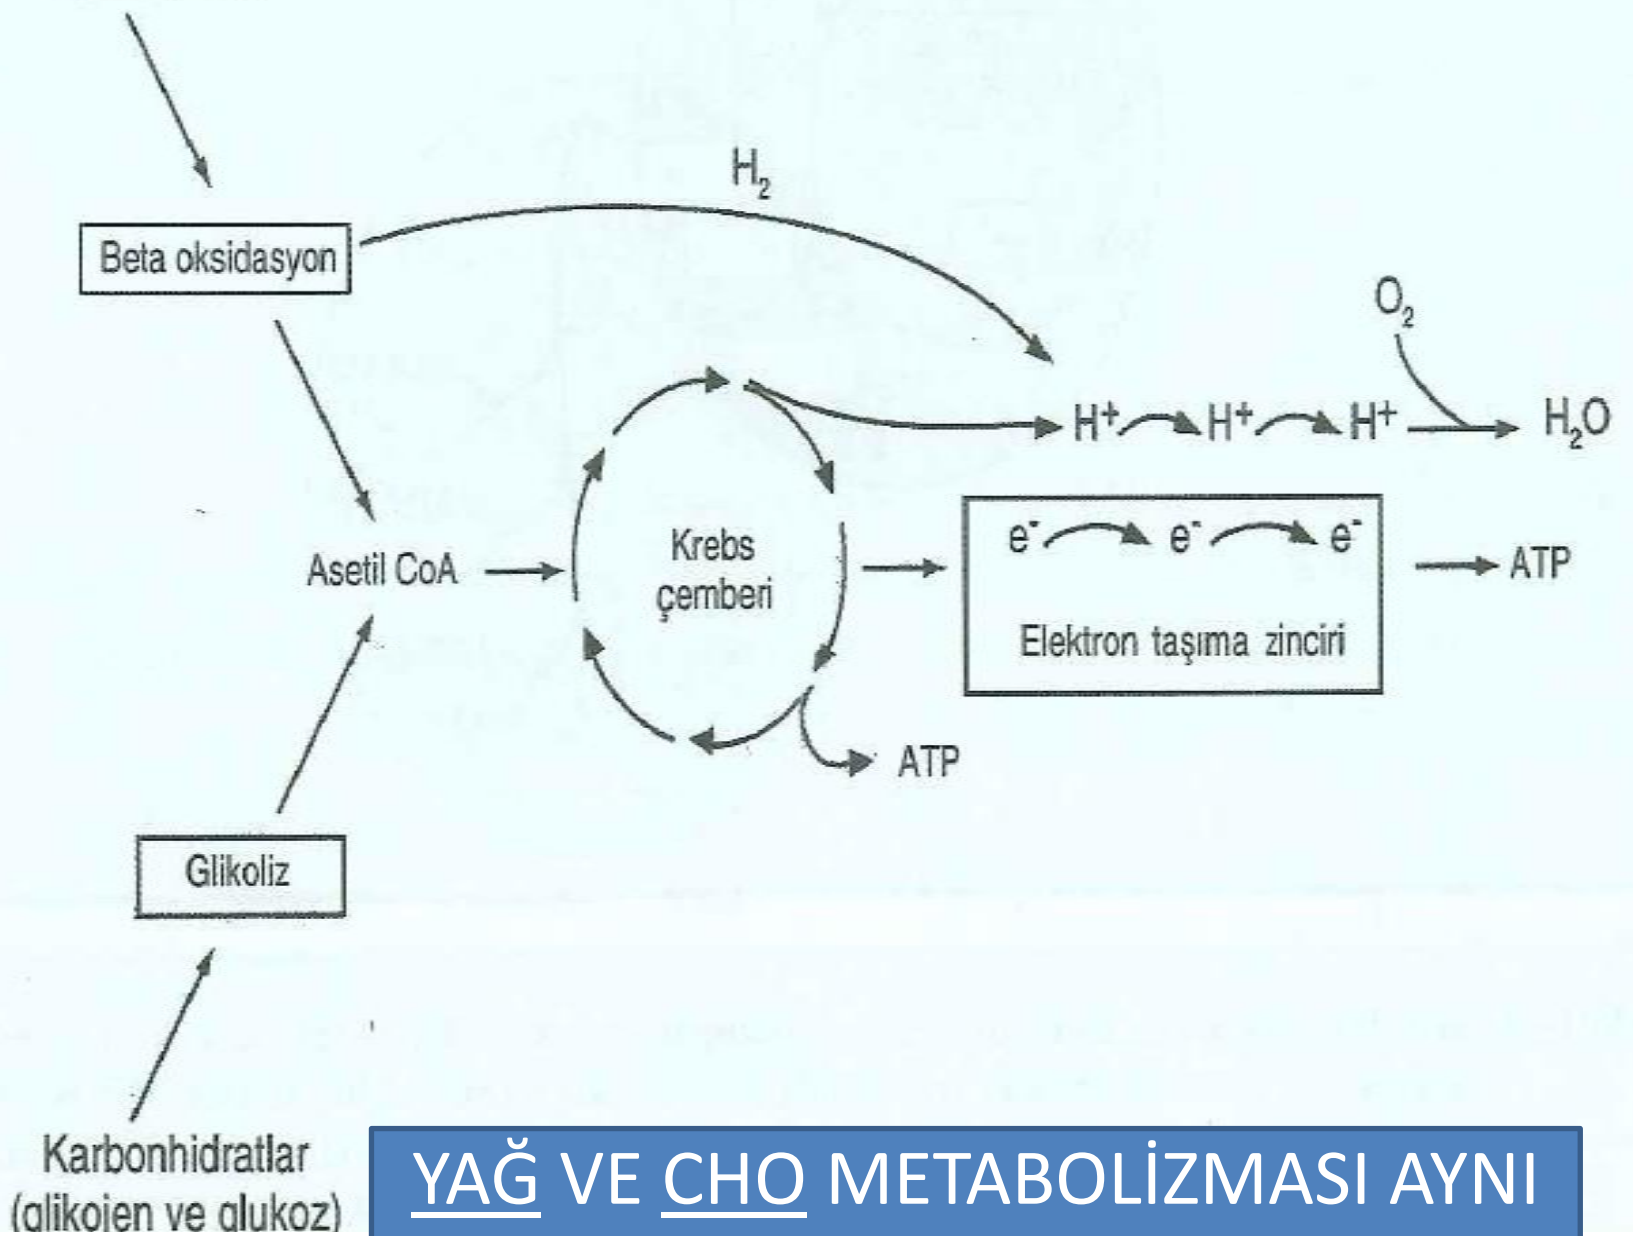 H₂
Beta oksidasyon
O₂
H⁺ H⁺ H⁺ H₂O
e⁻ e⁻ e⁻
Asetil CoA
Krebs
çemberi
ATP
Elektron taşıma zinciri
ATP
Glikoliz
Karbonhidratlar
(glikojen ve glukoz)
YAĞ VE CHO METABOLİZMASI AYNI